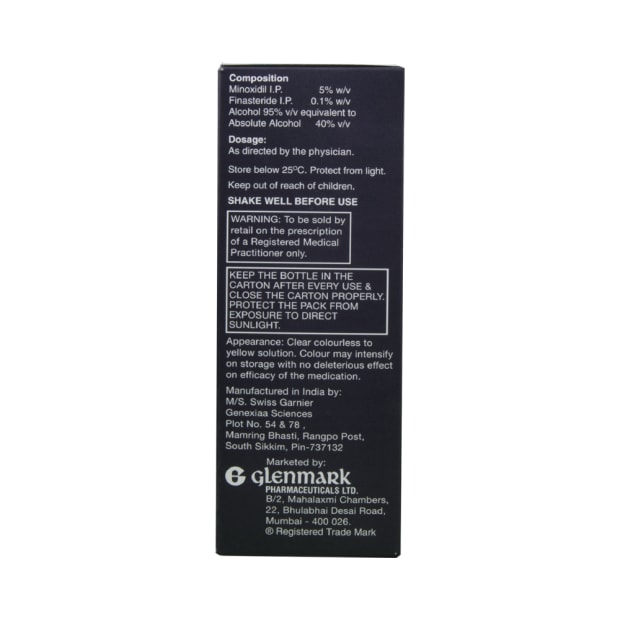 Composition
Minoxidil I.P. 5% w/v
Finasteride I.P. 0.1% w/v
Alcohol 95% v/v equivalent to
Absolute Alcohol 40% v/v
Dosage:
As directed by the physician.
Store below 25°C. Protect from light.
Keep out of reach of children.
SHAKE WELL BEFORE USE
WARNING: To be sold by
retail on the prescription
of a Registered Medical
Practitioner only.
KEEP THE BOTTLE IN THE
CARTON AFTER EVERY USE &
CLOSE THE CARTON PROPERLY.
PROTECT THE PACK FROM
EXPOSURE TO DIRECT
SUNLIGHT.
Appearance: Clear colourless to
yellow solution. Colour may intensify
on storage with no deleterious effect
on efficacy of the medication.
Manufactured in India by:
M/S. Swiss Garnier
Genexiaa Sciences
Plot No. 54 & 78 ,
Mamring Bhasti, Rangpo Post,
South Sikkim, Pin-737132
Marketed by:
G glenmark
PHARMACEUTICALS LTD.
B/2, Mahalaxmi Chambers,
22, Bhulabhai Desai Road,
Mumbai - 400 026.
® Registered Trade Mark